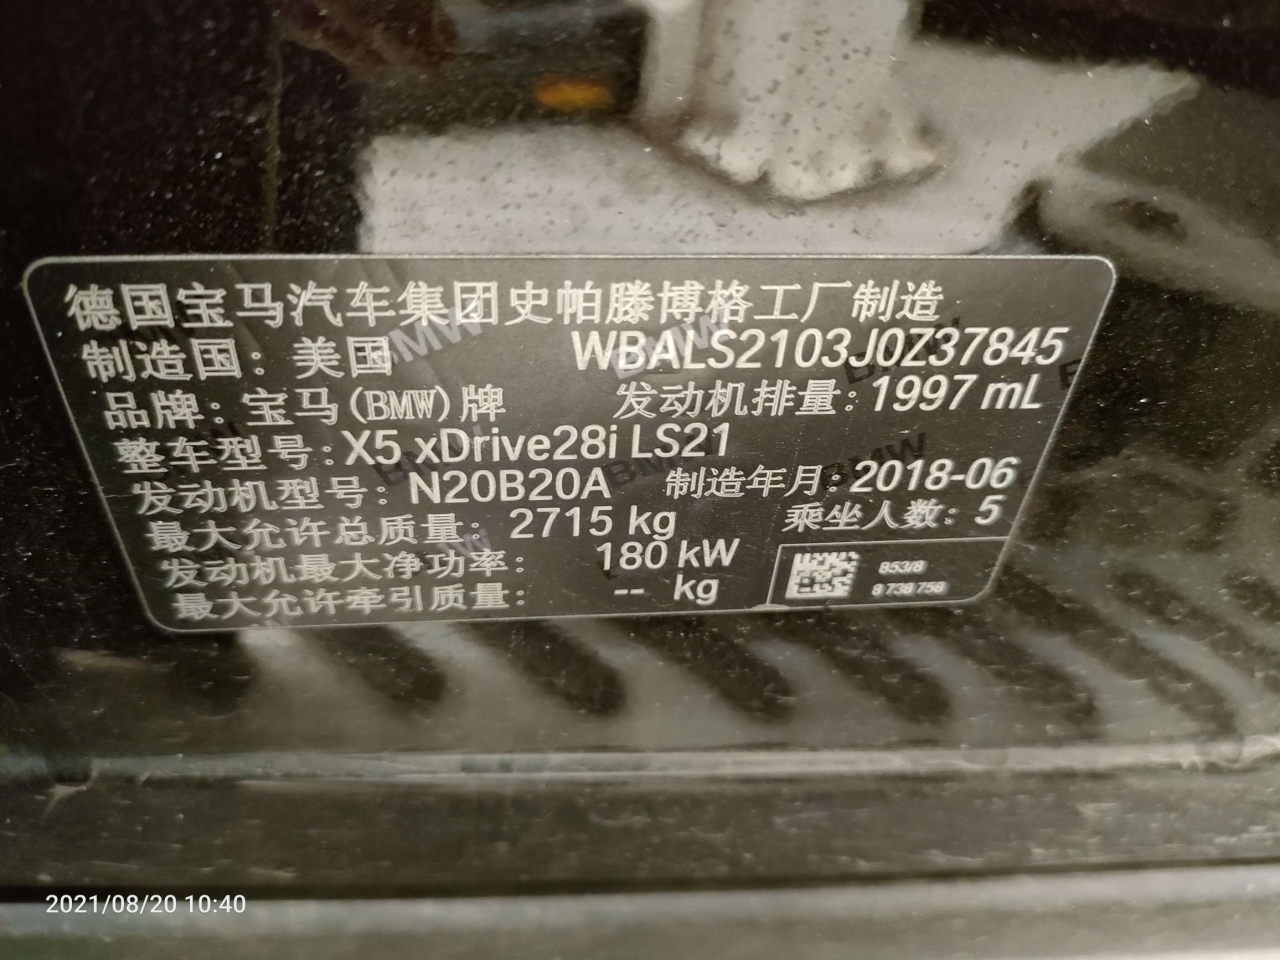 德国宝马汽车集团史帕滕博格工厂制造
制造国：美国 WBALS2103J0Z37845
品牌：宝马(BMW)牌 发动机排量：1997 mL
整车型号：X5 xDrive28i LS21
发动机型号：N20B20A 制造年月：2018-06
最大允许总质量：2715 kg 乘坐人数：5
发动机最大净功率：180 kW
最大允许牵引质量：-- kg
853/8
8 738 758
2021/08/20 10:40